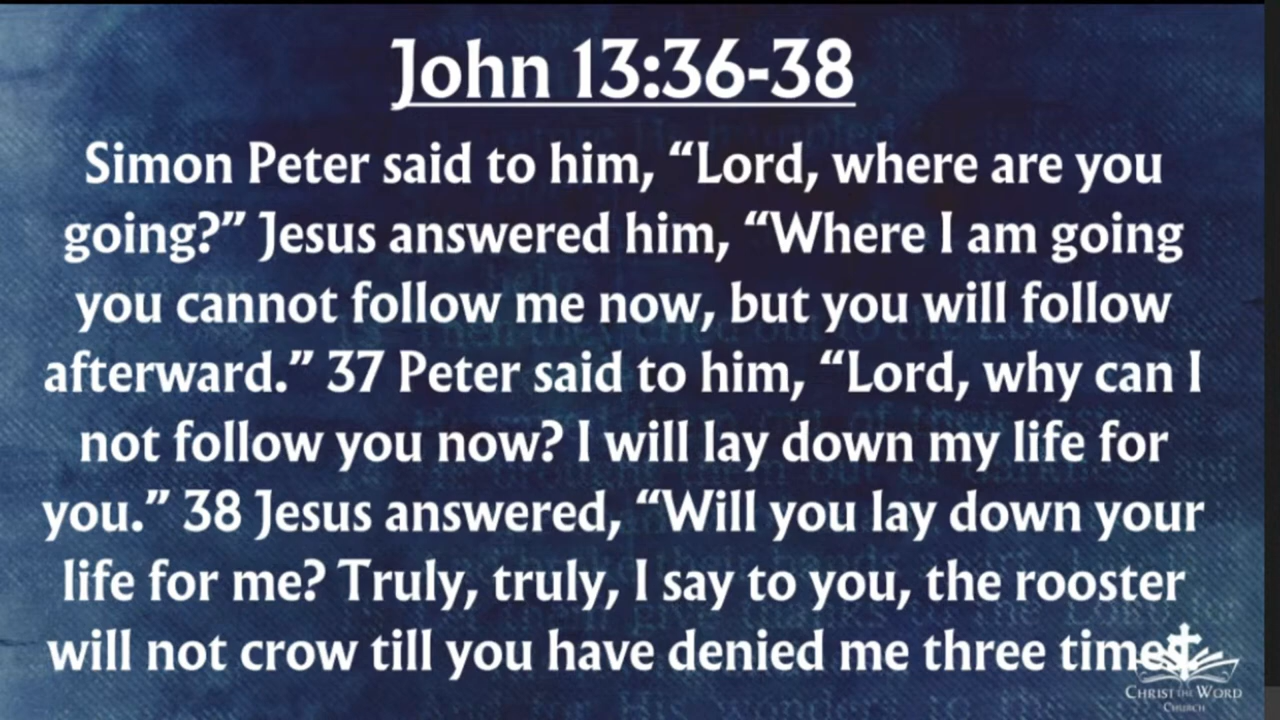 John 13:36-38
Simon Peter said to him, “Lord, where are you
going?” Jesus answered him, “Where I am going
you cannot follow me now, but you will follow
afterward.” 37 Peter said to him, “Lord, why can I
not follow you now? I will lay down my life for
you.” 38 Jesus answered, “Will you lay down your
life for me? Truly, truly, I say to you, the rooster
will not crow till you have denied me three times.
Christ the Word
Church